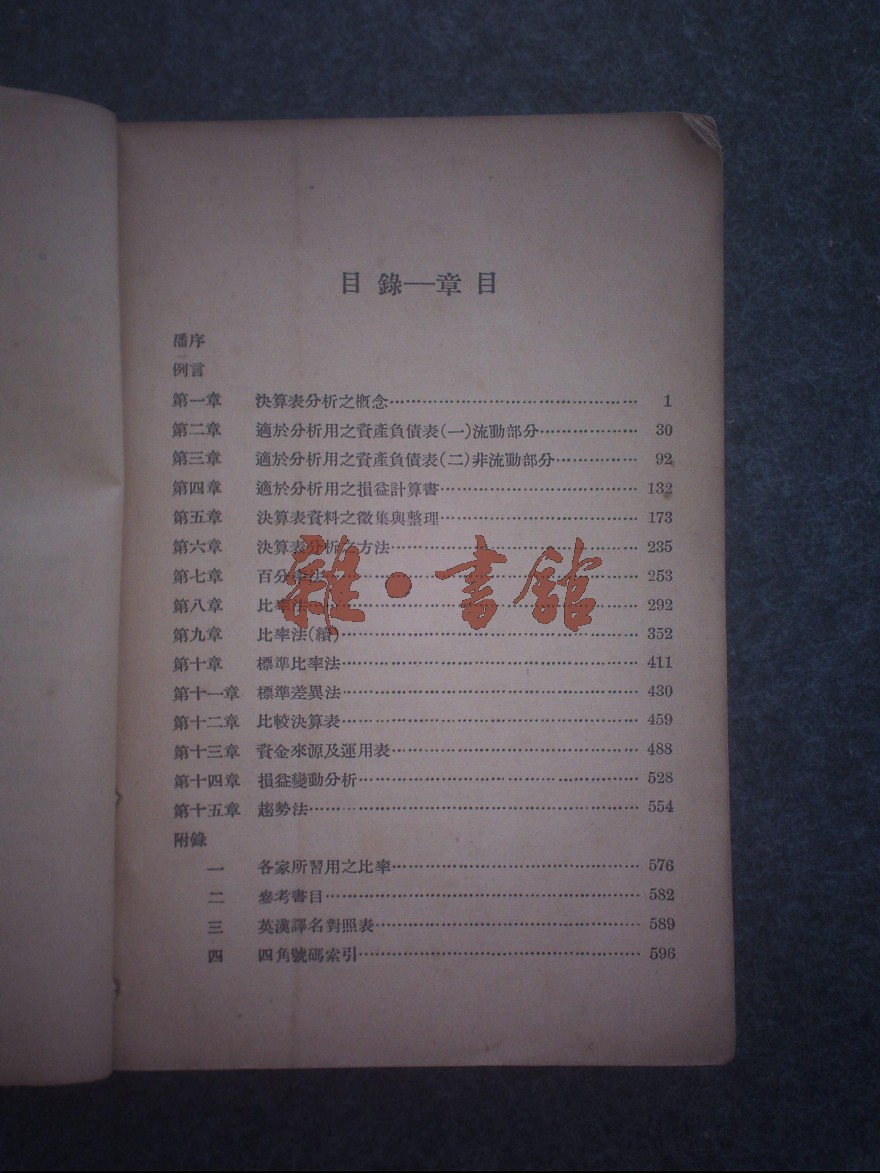 目錄——章目
潘序
例言
第一章 決算表分析之概念 1
第二章 適於分析用之資產負債表(一)流動部分 30
第三章 適於分析用之資產負債表(二)非流動部分 92
第四章 適於分析用之損益計算書 132
第五章 決算表資料之徵集與整理 173
第六章 決算表分析之方法 235
第七章 百分率法 253
第八章 比率法 292
第九章 比率法(續) 352
第十章 標準比率法 411
第十一章 標準差異法 430
第十二章 比較決算表 459
第十三章 資金來源及運用表 488
第十四章 損益變動分析 528
第十五章 趨勢法 554
附錄
一 各家所習用之比率 576
二 參考書目 582
三 英漢譯名對照表 589
四 四角號碼索引 596
雜·書館